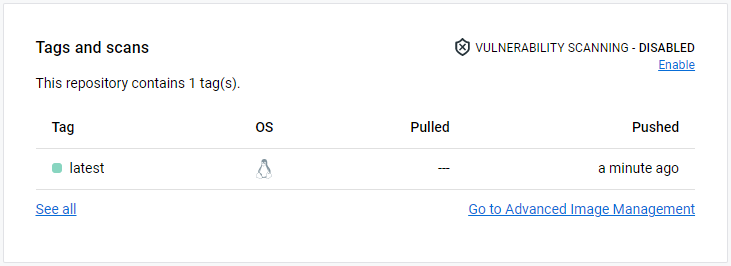 Tags and scans
VULNERABILITY SCANNING - DISABLED
Enable
This repository contains 1 tag(s).
Tag OS Pulled Pushed
latest --- a minute ago
See all Go to Advanced Image Management